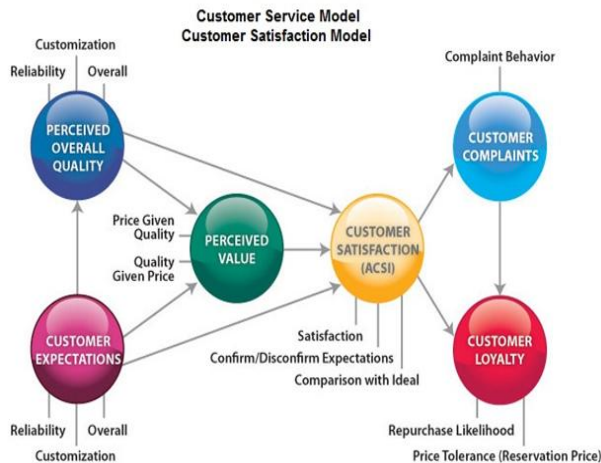 Customer Service Model
Customer Satisfaction Model
Customization
Reliability
Overall
PERCEIVED
OVERALL
QUALITY
Complaint Behavior
CUSTOMER
COMPLAINTS
Price Given
Quality
Quality
Given Price
PERCEIVED
VALUE
CUSTOMER
SATISFACTION
(ACSI)
Satisfaction
Confirm/Disconfirm Expectations
Comparison with Ideal
CUSTOMER
EXPECTATIONS
Reliability
Overall
Customization
CUSTOMER
LOYALTY
Repurchase Likelihood
Price Tolerance (Reservation Price)